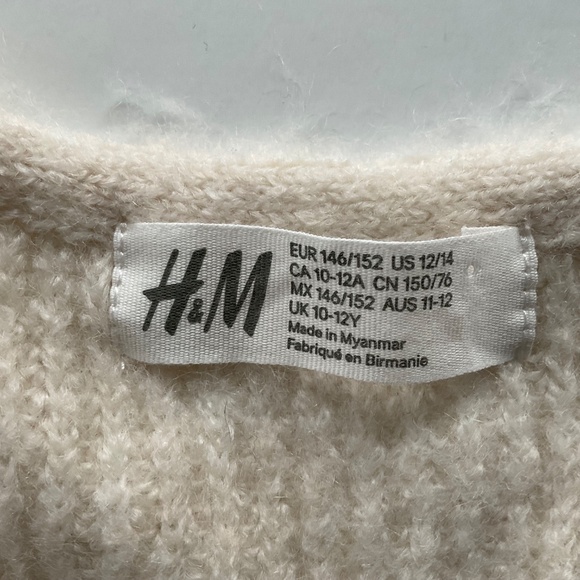 H&M
EUR 146/152 US 12/14
CA 10-12A CN 150/76
MX 146/152 AUS 11-12
UK 10-12Y
Made in Myanmar
Fabriqué en Birmanie